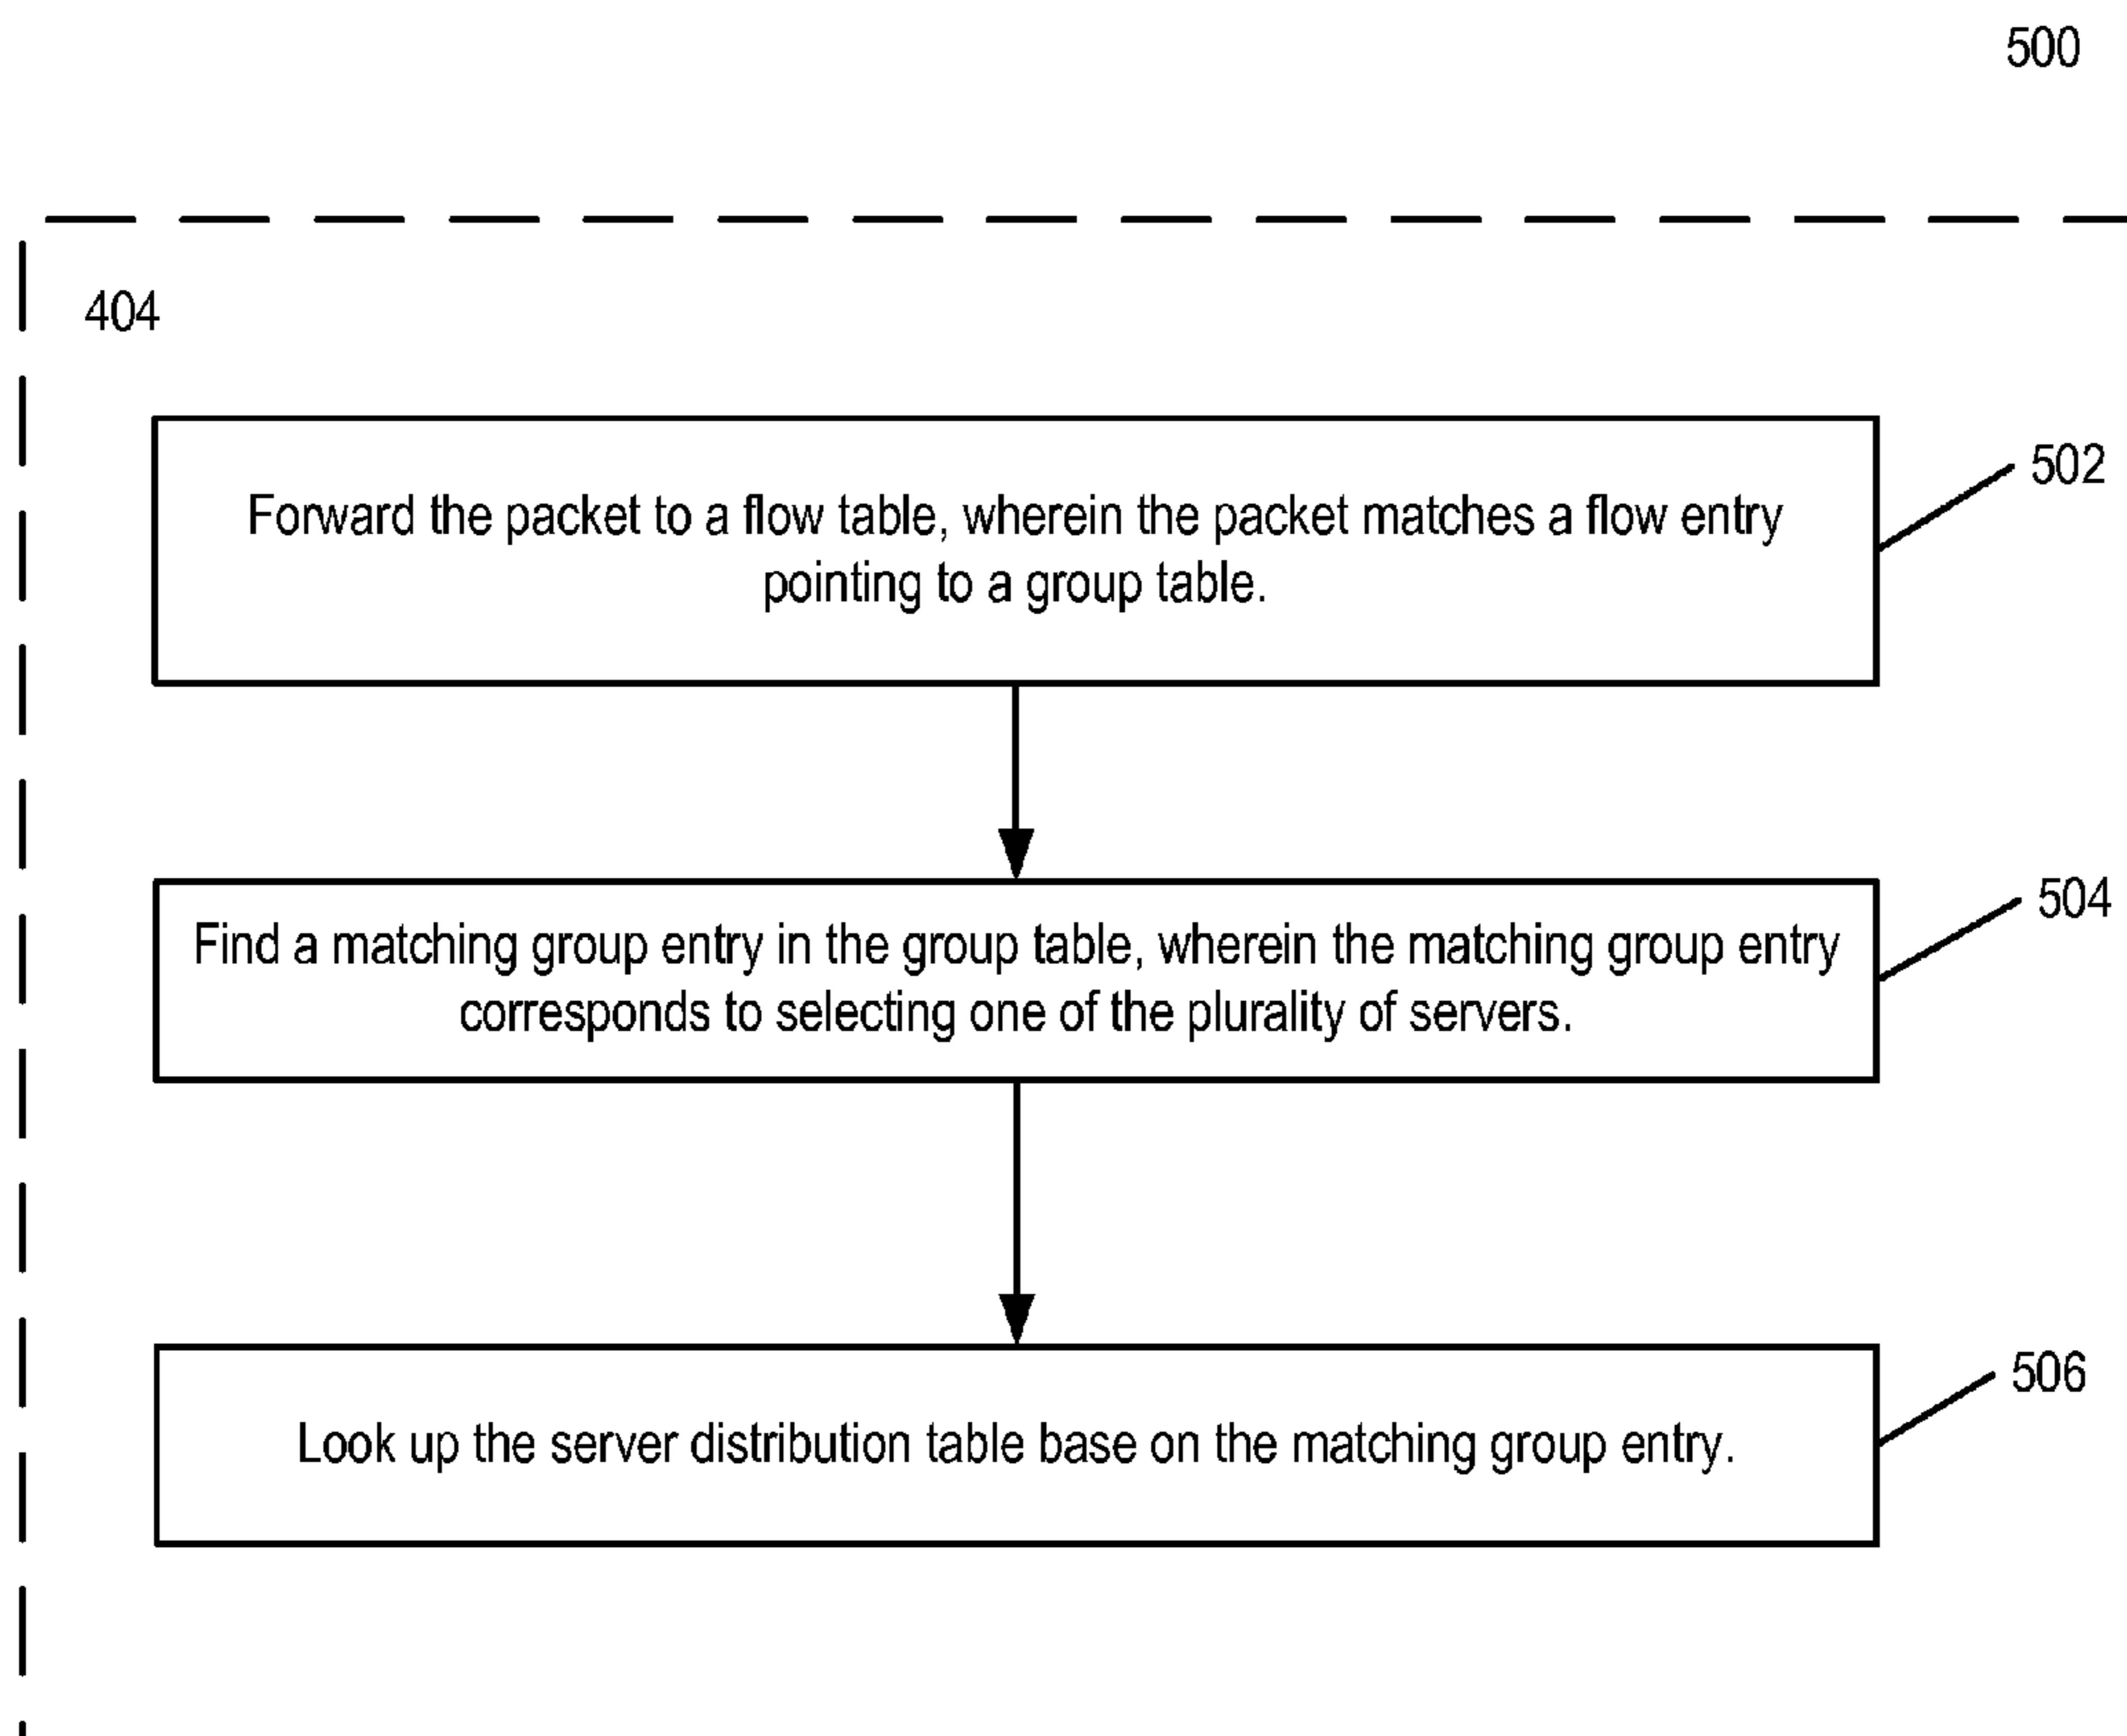 500
404
502
Forward the packet to a flow table, wherein the packet matches a flow entry
pointing to a group table.
504
Find a matching group entry in the group table, wherein the matching group entry
corresponds to selecting one of the plurality of servers.
506
Look up the server distribution table base on the matching group entry.